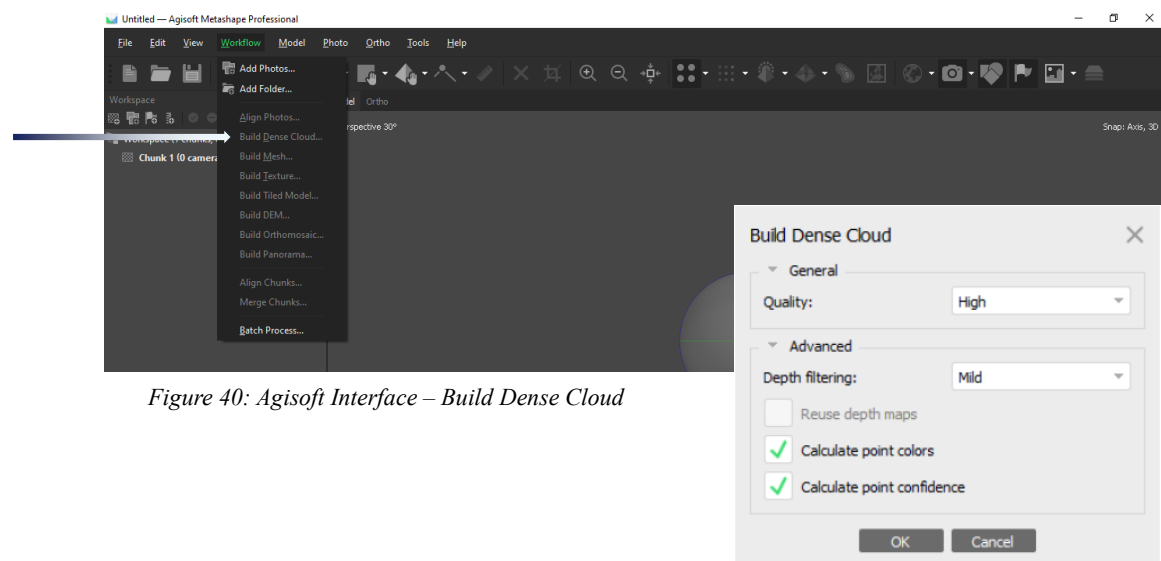 Untitled — Agisoft Metashape Professional
File Edit View Workflow Model Photo Ortho Tools Help
Add Photos...
Workspace
Add Folder...
Ortho
Align Photos...
rspective 30°
Snap: Axis, 3D
Build Dense Cloud...
Chunk 1 (0 camera
Build Mesh...
Build Texture...
Build Tiled Model...
Build DEM...
Build Orthomosaic...
Build Panorama...
Align Chunks...
Merge Chunks...
Batch Process...
Build Dense Cloud
General
Quality: High
Advanced
Depth filtering: Mild
Reuse depth maps
Calculate point colors
Calculate point confidence
OK Cancel
Figure 40: Agisoft Interface – Build Dense Cloud